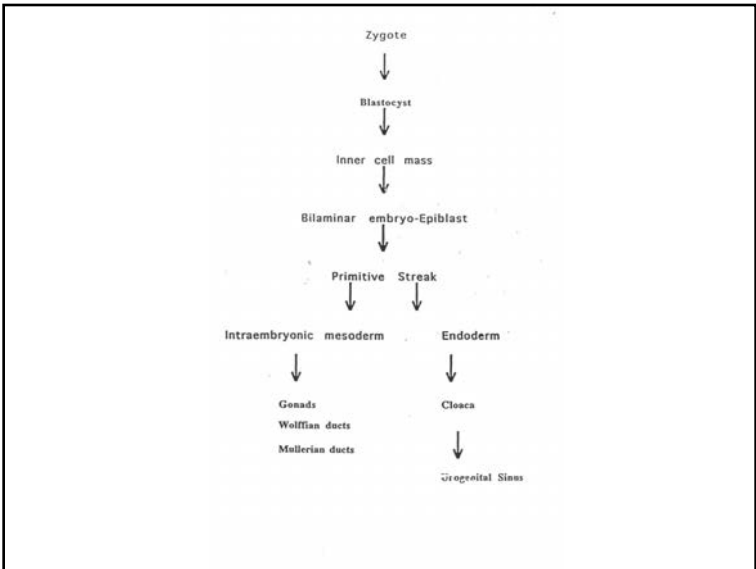 Zygote
Blastocyst
Inner cell mass
Bilaminar embryo-Epiblast
Primitive Streak
Intraembryonic mesoderm Endoderm
Gonads Cloaca
Wolffian ducts
Mullerian ducts
Urogenital Sinus